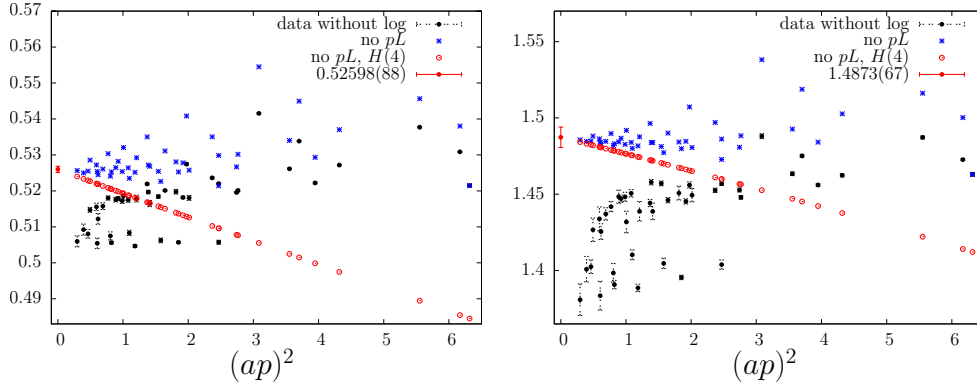 0.57
0.56
0.55
0.54
0.53
0.52
0.51
0.5
0.49
0 1 2 3 4 5 6
(ap)²
data without log
no pL
no pL, H(4)
0.52598(88)
1.55
1.5
1.45
1.4
0 1 2 3 4 5 6
(ap)²
data without log
no pL
no pL, H(4)
1.4873(67)